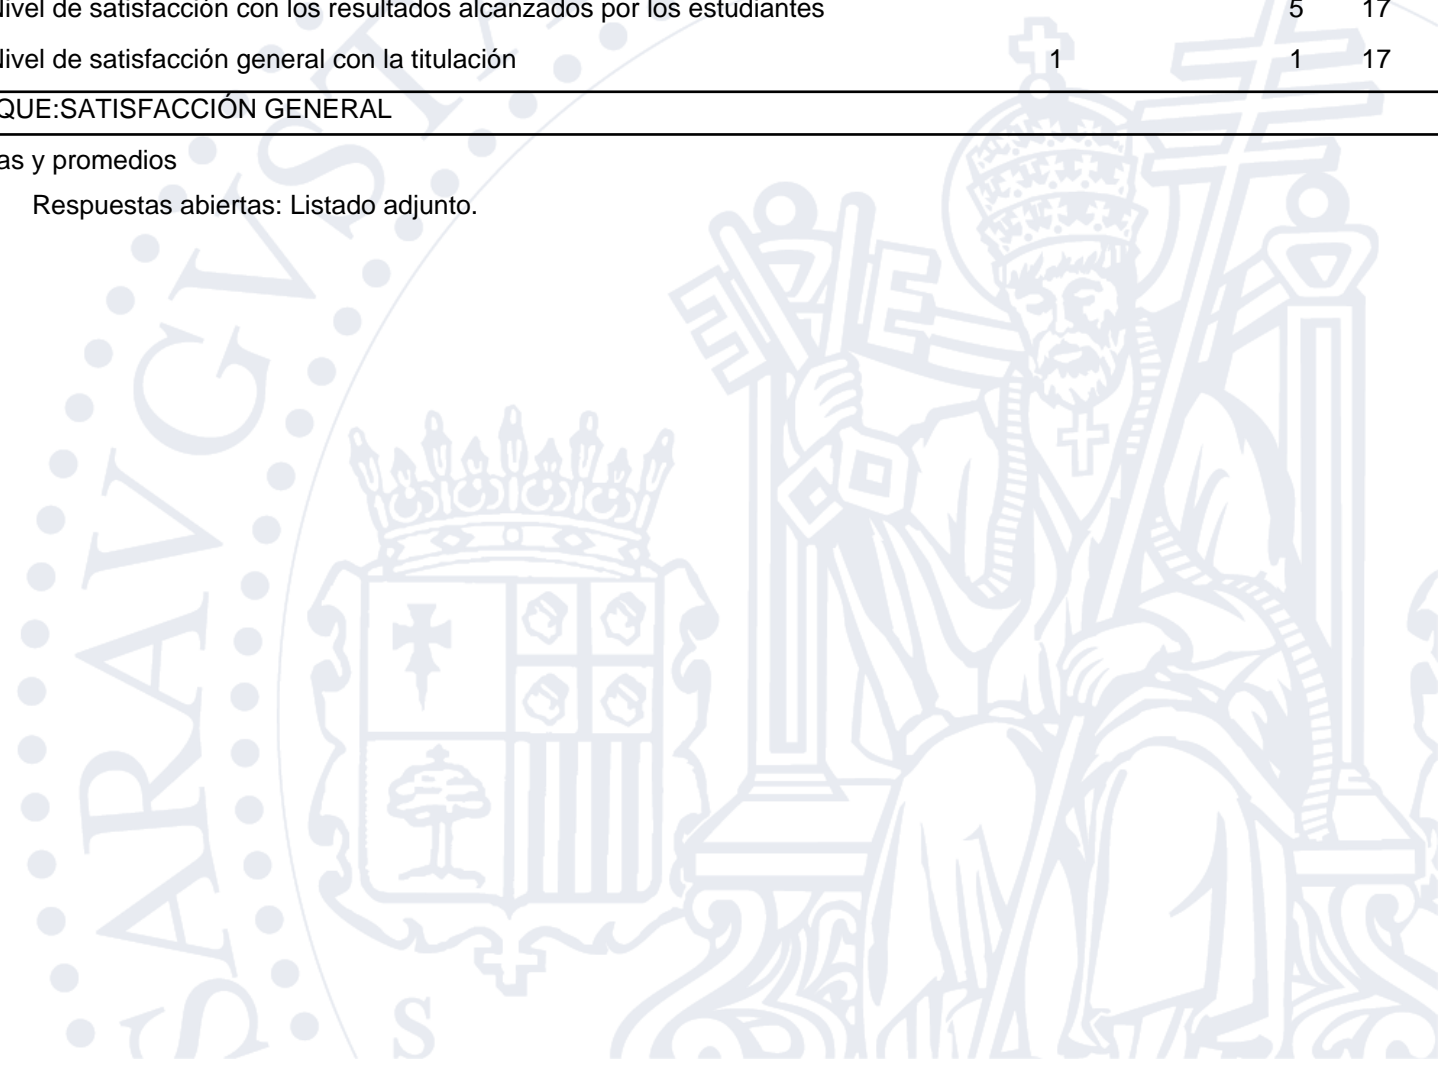 Nivel de satisfacción con los resultados alcanzados por los estudiantes 5 17
Nivel de satisfacción general con la titulación 1 1 17
QUE:SATISFACCIÓN GENERAL
as y promedios
Respuestas abiertas: Listado adjunto.
SARAVGVSTA
S